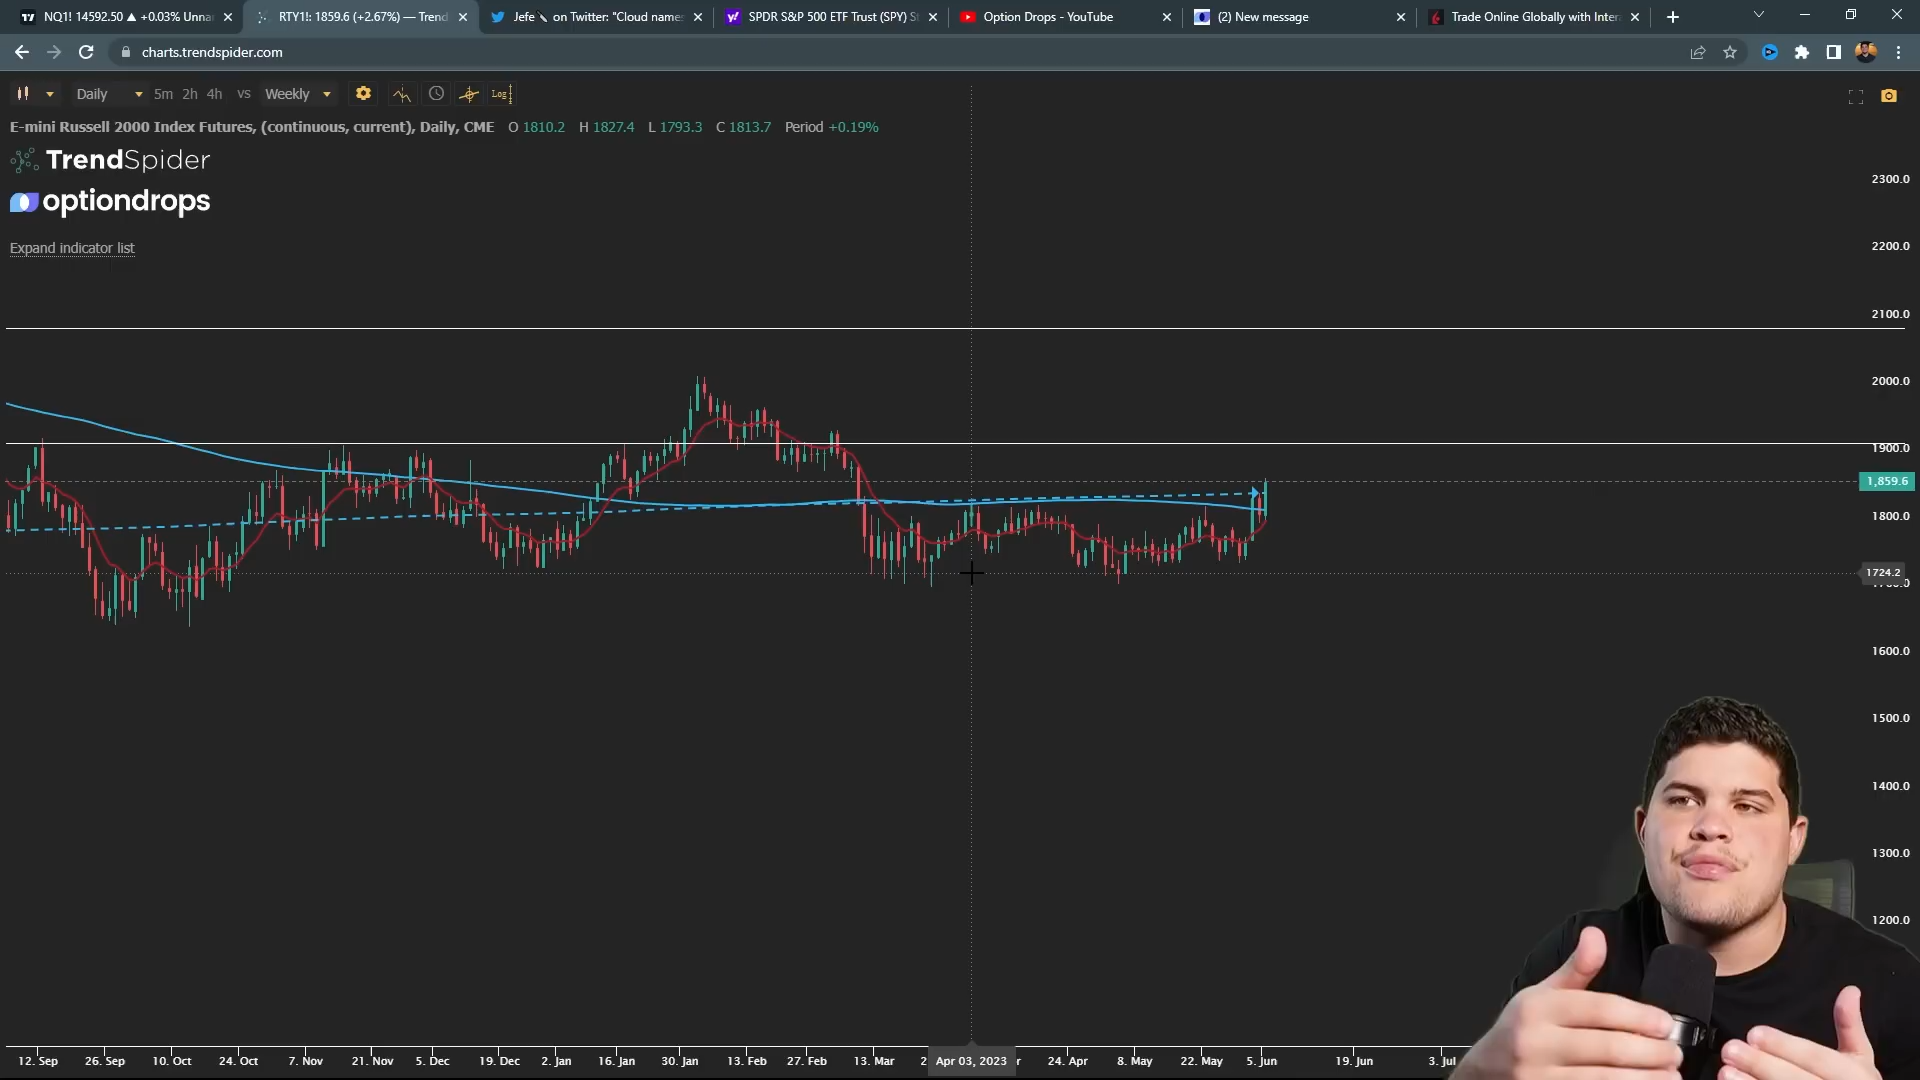 NQ1! 14592.50 ▲ +0.03% Unna
RTY1!: 1859.6 (+2.67%) — Trend
Jefe on Twitter: "Cloud name
SPDR S&P 500 ETF Trust (SPY) S
Option Drops - YouTube
(2) New message
Trade Online Globally with Inter
charts.trendspider.com
Daily 5m 2h 4h vs Weekly Log
E-mini Russell 2000 Index Futures, (continuous, current), Daily, CME O 1810.2 H 1827.4 L 1793.3 C 1813.7 Period +0.19%
TrendSpider
optiondrops
Expand indicator list
2300.0
2200.0
2100.0
2000.0
1900.0
1,859.6
1800.0
1724.2
1600.0
1500.0
1400.0
1300.0
1200.0
12. Sep 26. Sep 10. Oct 24. Oct 7. Nov 21. Nov 5. Dec 19. Dec 2. Jan 16. Jan 30. Jan 13. Feb 27. Feb 13. Mar 2 Apr 03, 2023 r 24. Apr 8. May 22. May 5. Jun 19. Jun 3. Jul